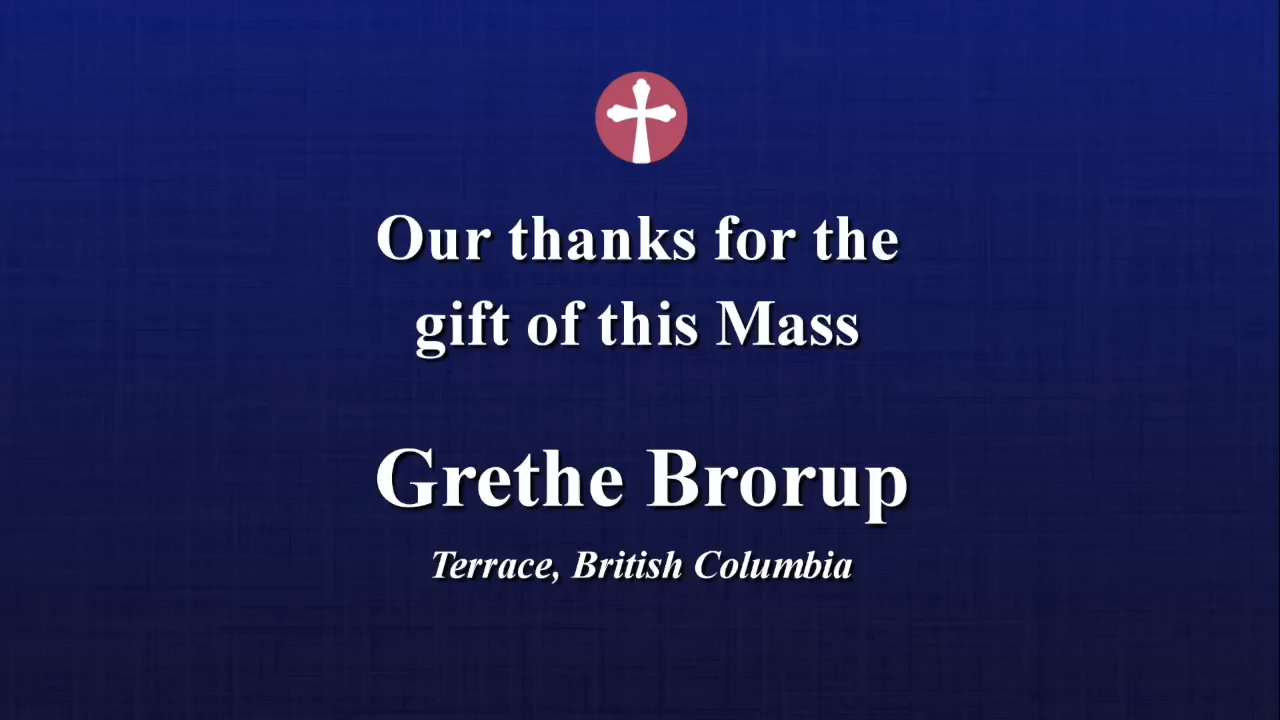 Our thanks for the
gift of this Mass
Grethe Brorup
Terrace, British Columbia